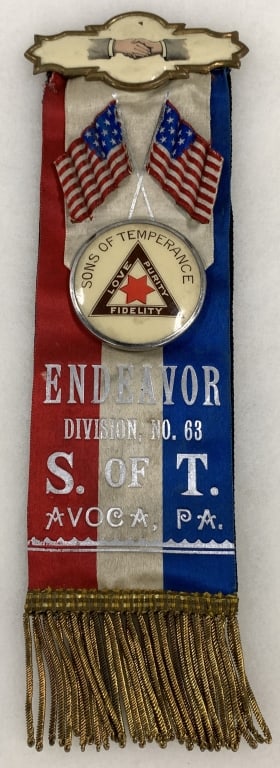 SONS OF TEMPERANCE
LOVE PURITY
FIDELITY
ENDEAVOR
DIVISION, NO. 63
S. OF T.
AVOCA, PA.